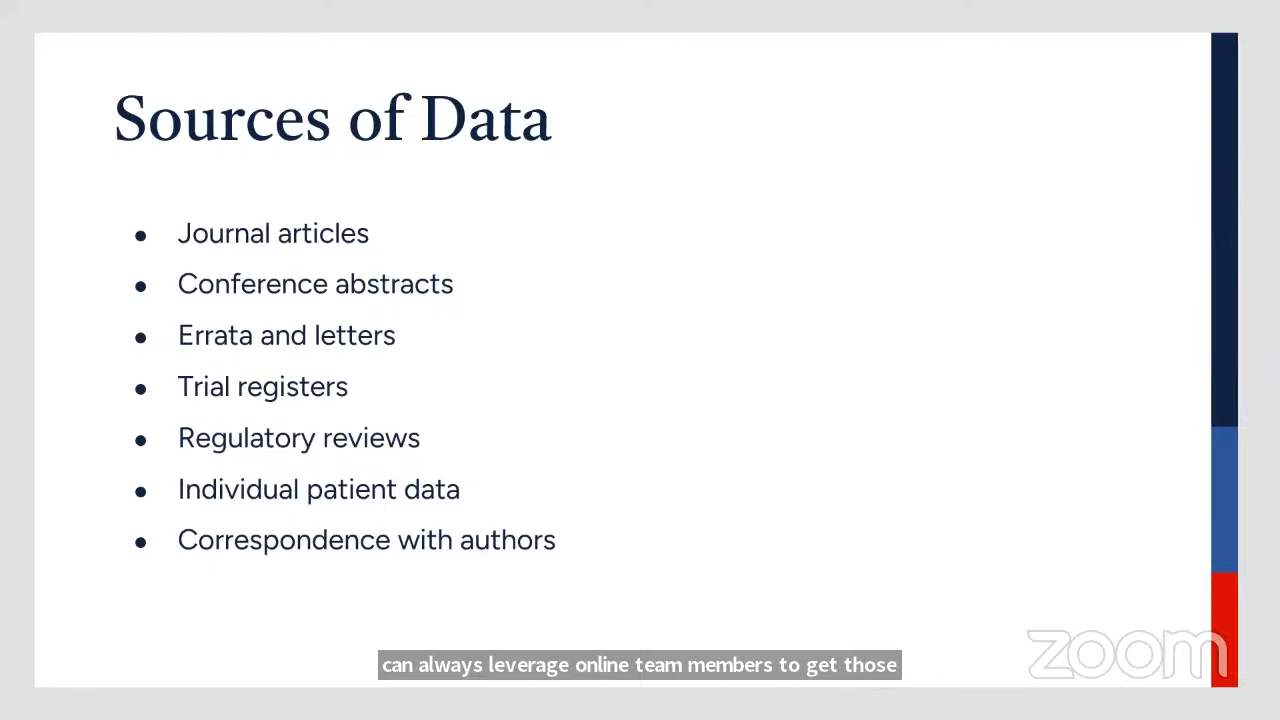 Sources of Data
● Journal articles
● Conference abstracts
● Errata and letters
● Trial registers
● Regulatory reviews
● Individual patient data
● Correspondence with authors
can always leverage online team members to get those
zoom